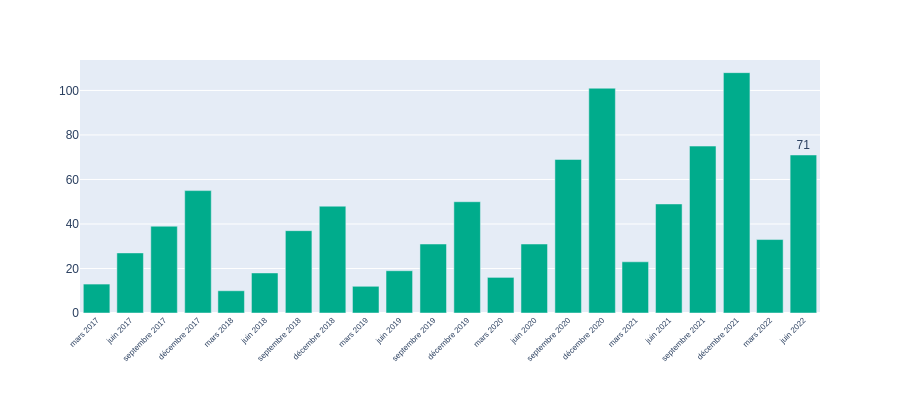 100
80
60
40
20
0
71
mars 2017
juin 2017
septembre 2017
décembre 2017
mars 2018
juin 2018
septembre 2018
décembre 2018
mars 2019
juin 2019
septembre 2019
décembre 2019
mars 2020
juin 2020
septembre 2020
décembre 2020
mars 2021
juin 2021
septembre 2021
décembre 2021
mars 2022
juin 2022